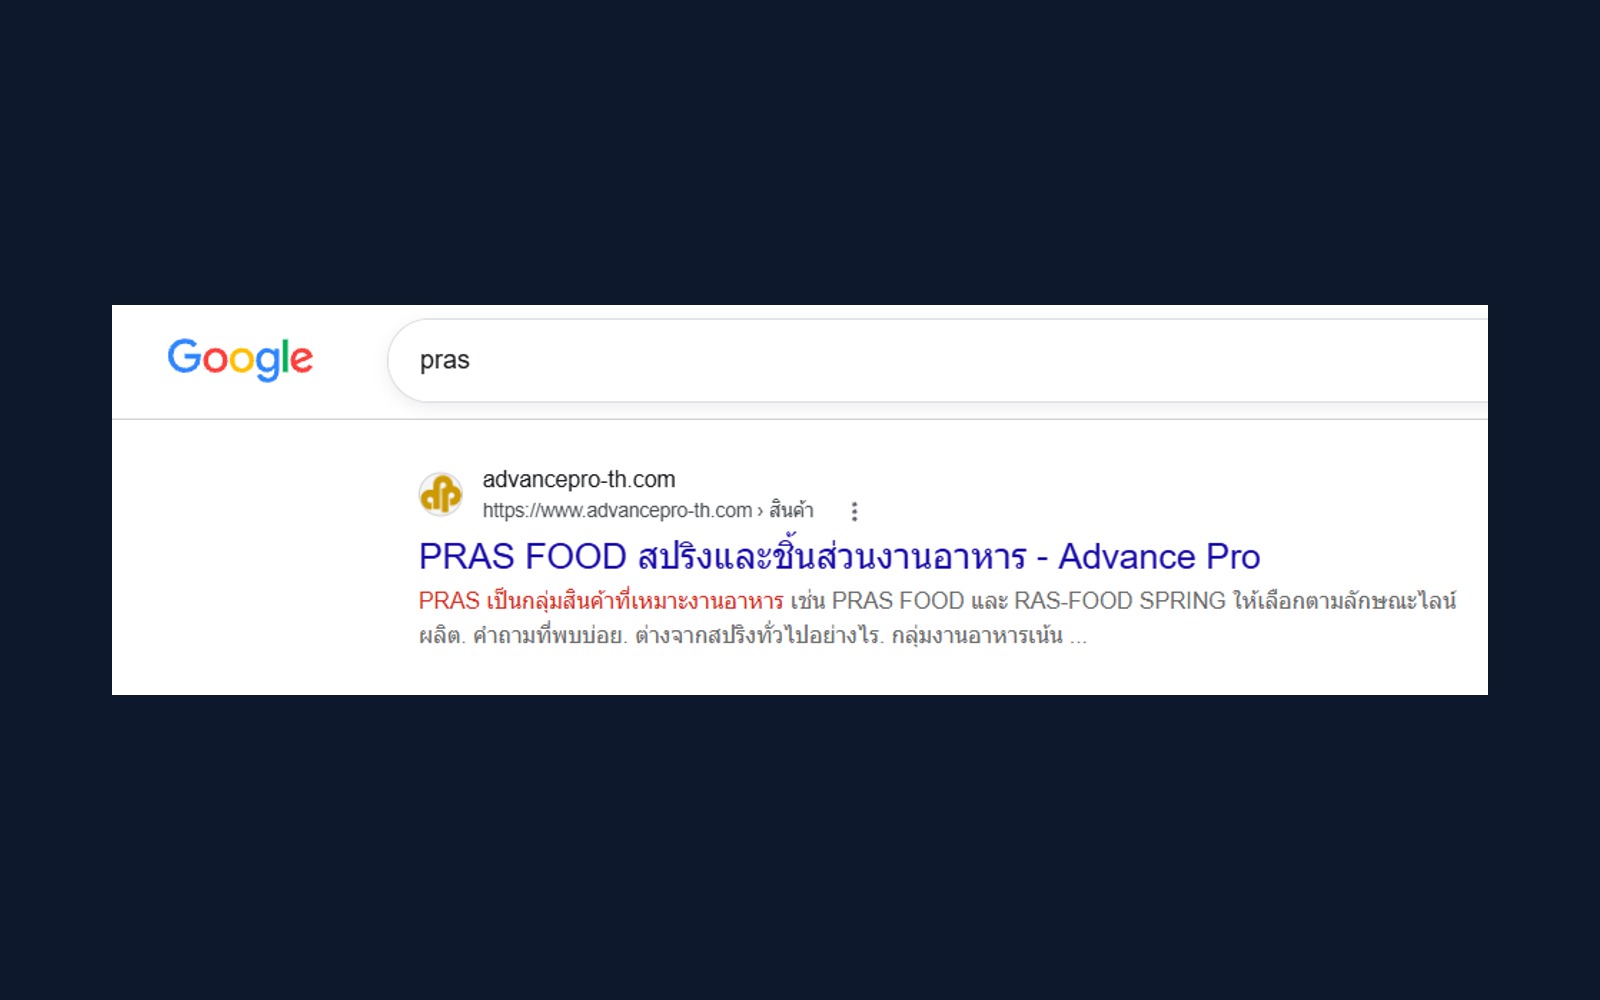 Google
pras
advancepro-th.com
https://www.advancepro-th.com › สินค้า
PRAS FOOD สปริงและชิ้นส่วนงานอาหาร - Advance Pro
PRAS เป็นกลุ่มสินค้าที่เหมาะงานอาหาร เช่น PRAS FOOD และ RAS-FOOD SPRING ให้เลือกตามลักษณะไลน์
ผลิต. คำถามที่พบบ่อย. ต่างจากสปริงทั่วไปอย่างไร. กลุ่มงานอาหารเน้น ...